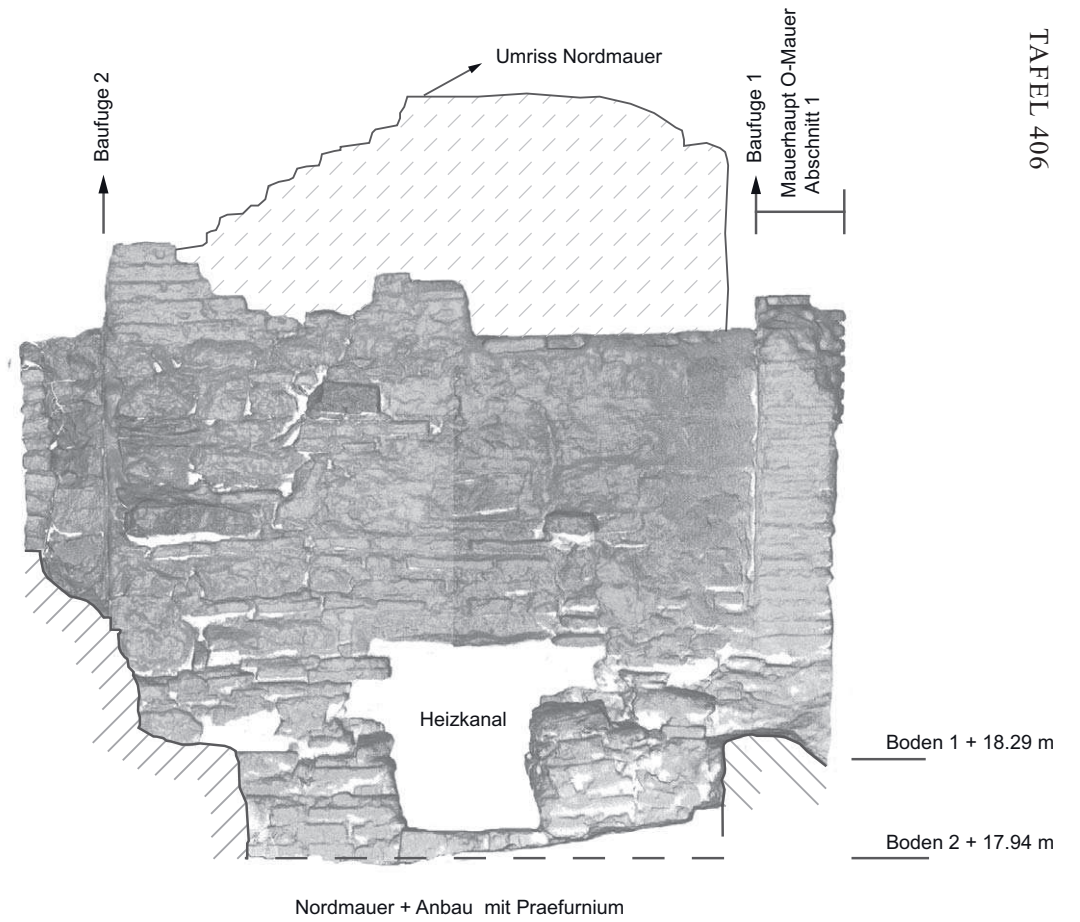 TAFEL 406
Umriss Nordmauer
Baufuge 2
Baufuge 1
Mauerhaupt O-Mauer
Abschnitt 1
Heizkanal
Boden 1 + 18.29 m
Boden 2 + 17.94 m
Nordmauer + Anbau mit Praefurnium